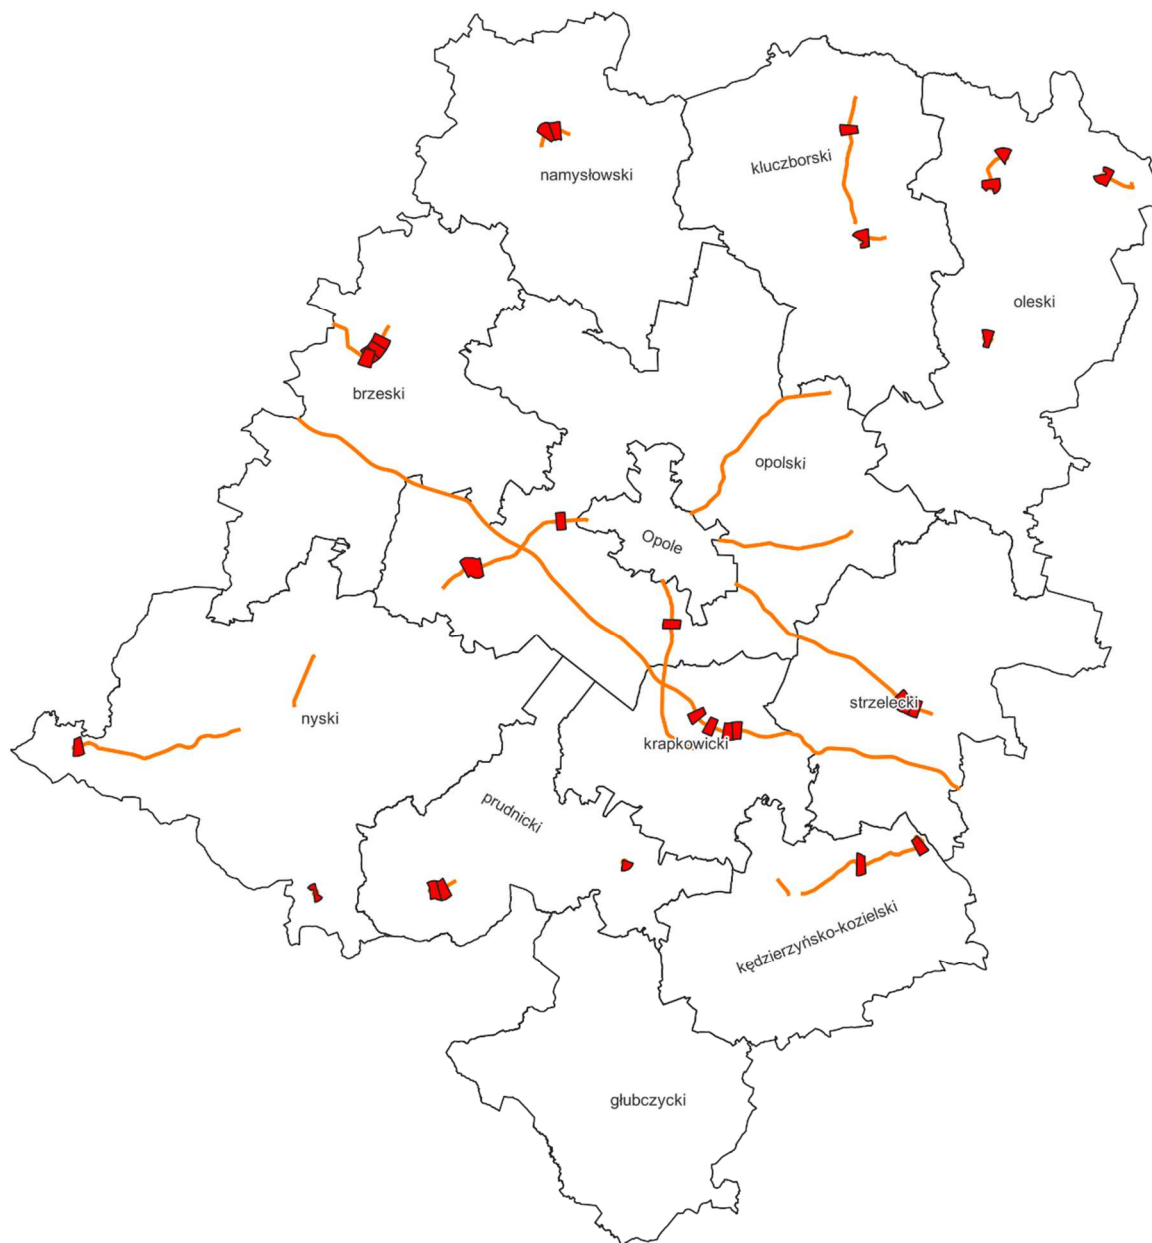 namysłowski
kluczborski
oleski
brzeski
opolski
Opole
nyski
strzelecki
krapkowicki
prudnicki
kędzierzyńsko-kozielski
głubczycki